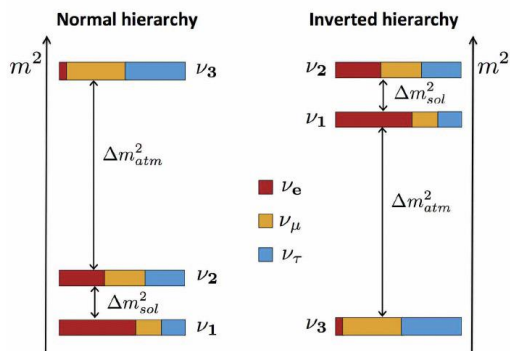 Normal hierarchy
m²
ν₃
Δm²atm
ν₂
Δm²sol
ν₁
νe
νμ
ντ
Inverted hierarchy
m²
ν₂
Δm²sol
ν₁
Δm²atm
ν₃